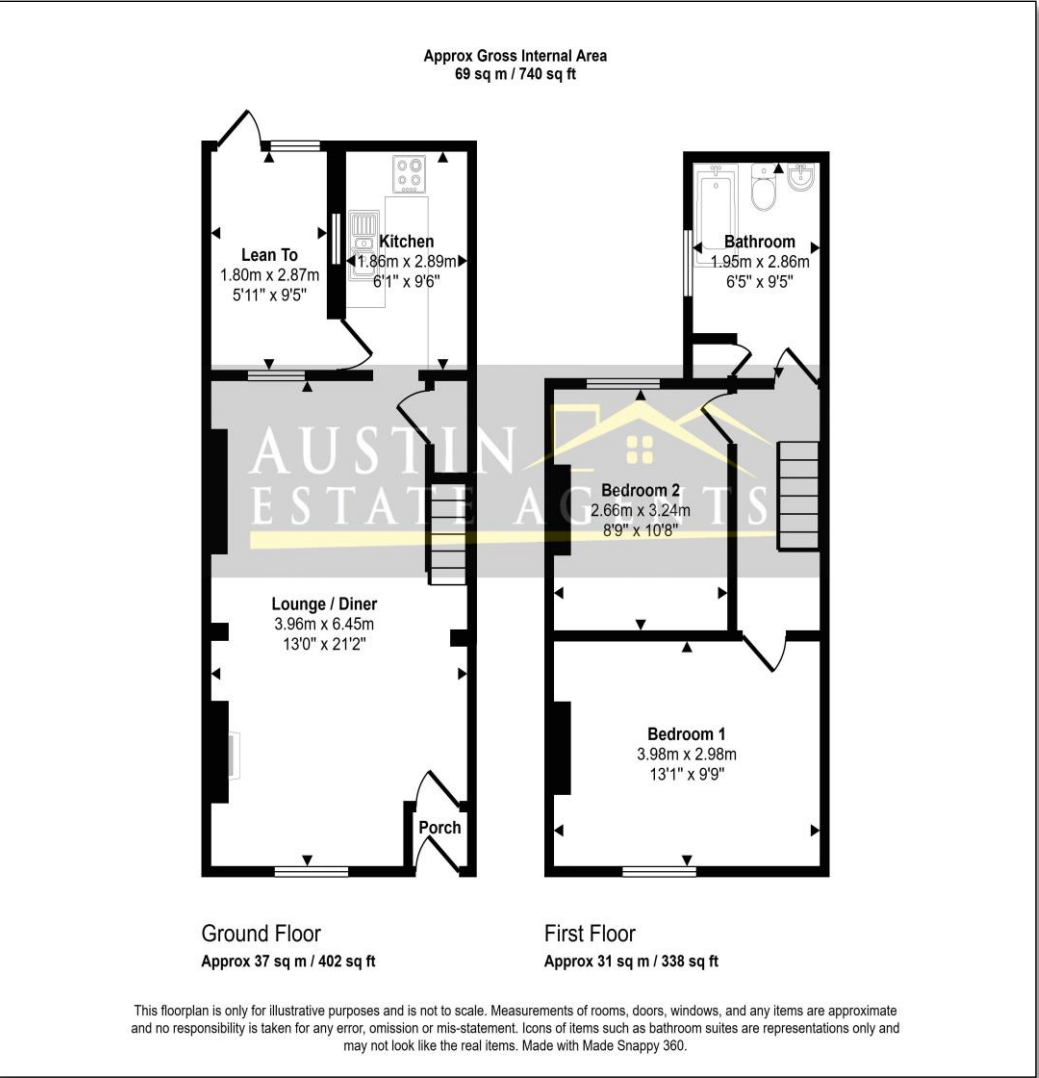 Approx Gross Internal Area
69 sq m / 740 sq ft
Lean To
1.80m x 2.87m
5'11" x 9'5"
Kitchen
1.86m x 2.89m
6'1" x 9'6"
Bathroom
1.95m x 2.86m
6'5" x 9'5"
AUSTIN
ESTATE AGENTS
Bedroom 2
2.66m x 3.24m
8'9" x 10'8"
Lounge / Diner
3.96m x 6.45m
13'0" x 21'2"
Bedroom 1
3.98m x 2.98m
13'1" x 9'9"
Porch
Ground Floor
Approx 37 sq m / 402 sq ft
First Floor
Approx 31 sq m / 338 sq ft
This floorplan is only for illustrative purposes and is not to scale. Measurements of rooms, doors, windows, and any items are approximate
and no responsibility is taken for any error, omission or mis-statement. Icons of items such as bathroom suites are representations only and
may not look like the real items. Made with Made Snappy 360.